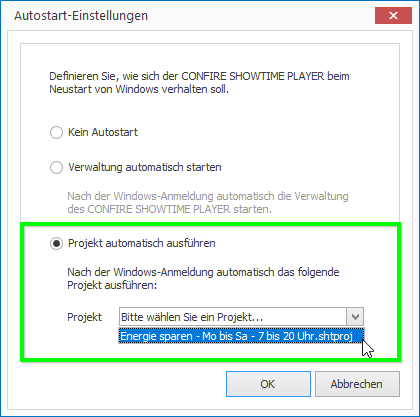 Autostart-Einstellungen
Definieren Sie, wie sich der CONFIRE SHOWTIME PLAYER beim
Neustart von Windows verhalten soll.
Kein Autostart
Verwaltung automatisch starten
Nach der Windows-Anmeldung automatisch die Verwaltung
des CONFIRE SHOWTIME PLAYER starten.
Projekt automatisch ausführen
Nach der Windows-Anmeldung automatisch das folgende
Projekt ausführen:
Projekt Bitte wählen Sie ein Projekt...
Energie sparen - Mo bis Sa - 7 bis 20 Uhr.shtproj
OK Abbrechen